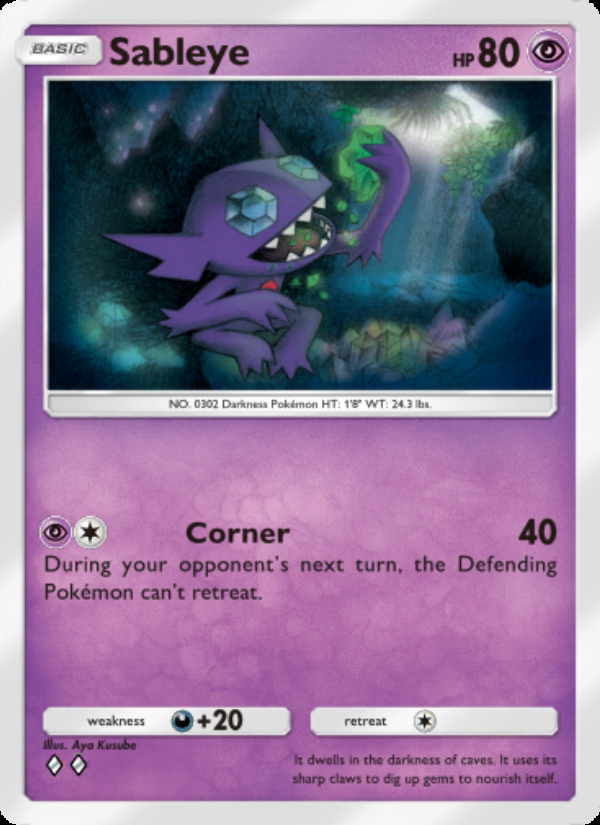 BASIC Sableye HP 80
NO. 0302 Darkness Pokémon HT: 1'8" WT: 24.3 lbs.
Corner 40
During your opponent's next turn, the Defending
Pokémon can't retreat.
weakness +20 retreat
Illus. Aya Kusube
It dwells in the darkness of caves. It uses its
sharp claws to dig up gems to nourish itself.